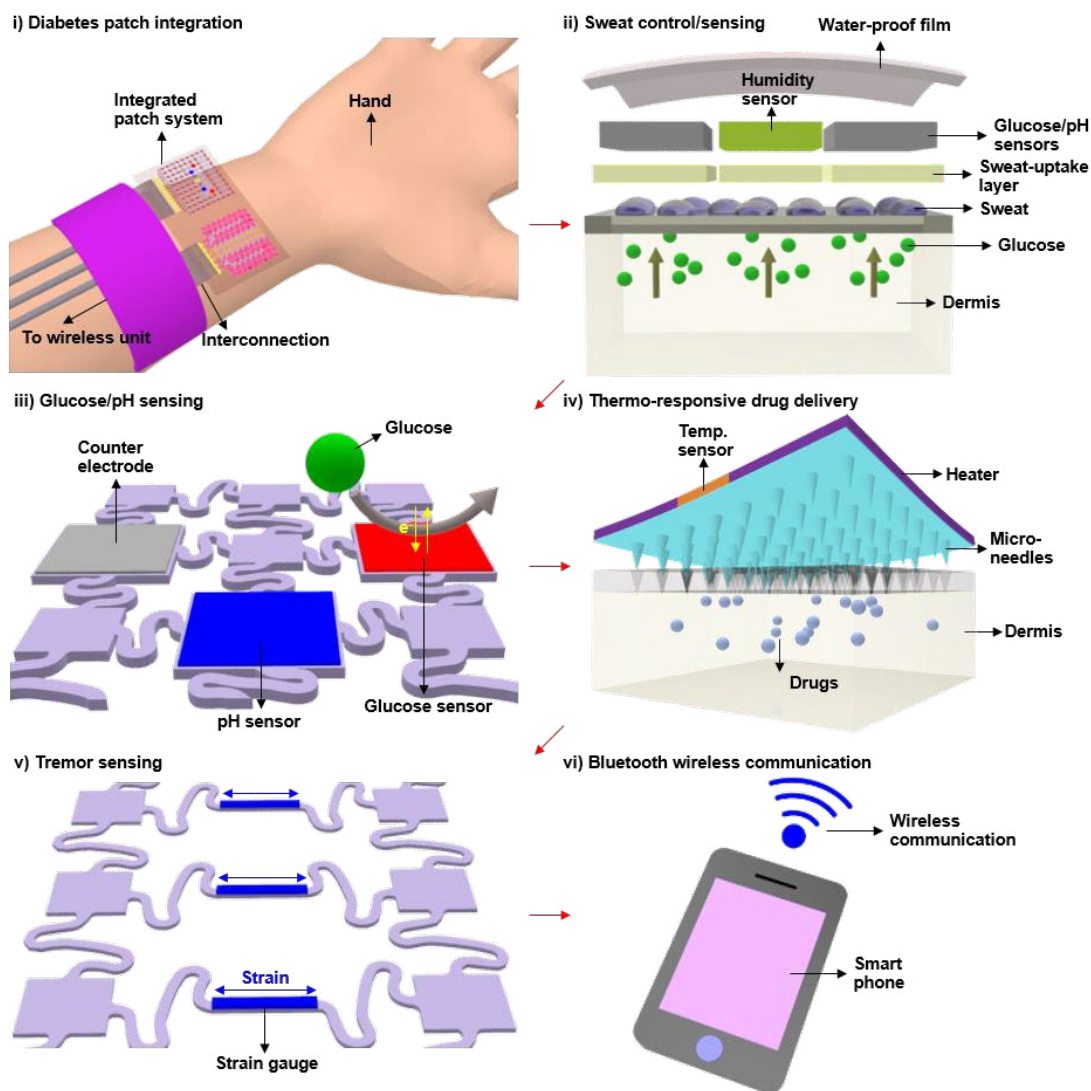 i) Diabetes patch integration
Integrated
patch system
Hand
To wireless unit
Interconnection
ii) Sweat control/sensing
Water-proof film
Humidity
sensor
Glucose/pH
sensors
Sweat-uptake
layer
Sweat
Glucose
Dermis
iii) Glucose/pH sensing
Counter
electrode
Glucose
e-
pH sensor
Glucose sensor
iv) Thermo-responsive drug delivery
Temp.
sensor
Heater
Micro-
needles
Dermis
Drugs
v) Tremor sensing
Strain
Strain gauge
vi) Bluetooth wireless communication
Wireless
communication
Smart
phone